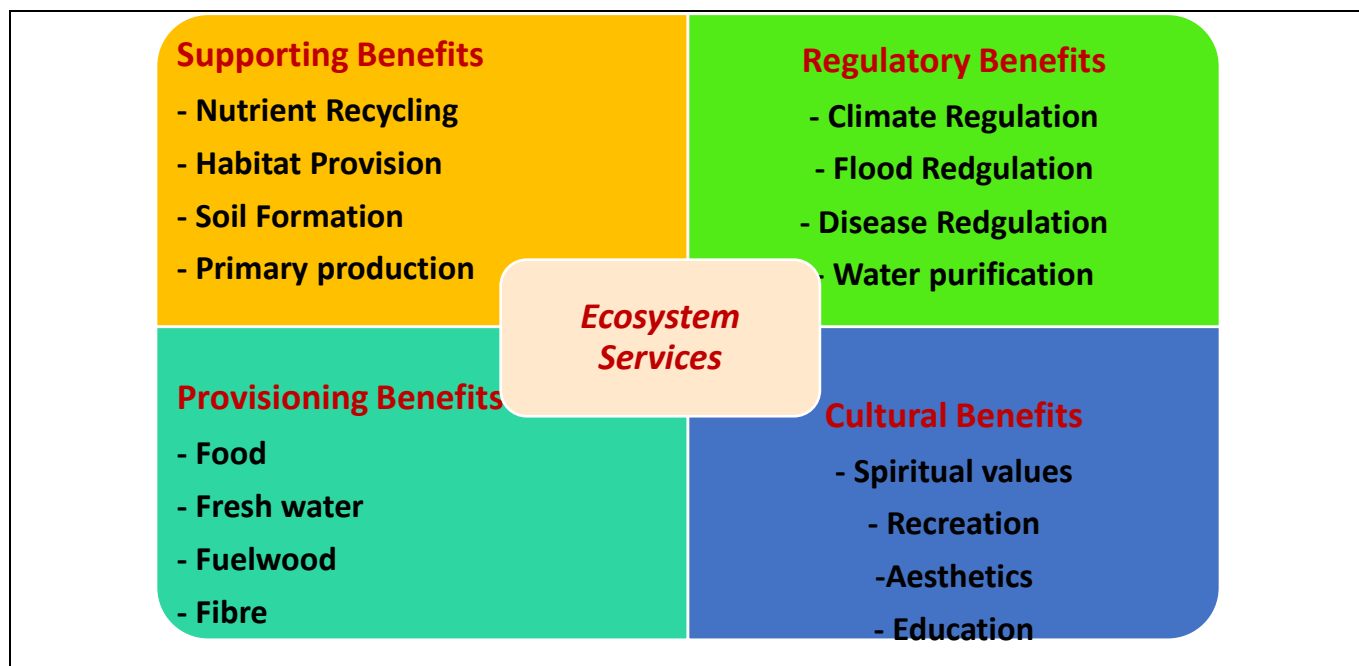 Supporting Benefits
- Nutrient Recycling
- Habitat Provision
- Soil Formation
- Primary production
Regulatory Benefits
- Climate Regulation
- Flood Redgulation
- Disease Redgulation
- Water purification
Ecosystem
Services
Provisioning Benefits
- Food
- Fresh water
- Fuelwood
- Fibre
Cultural Benefits
- Spiritual values
- Recreation
-Aesthetics
- Education